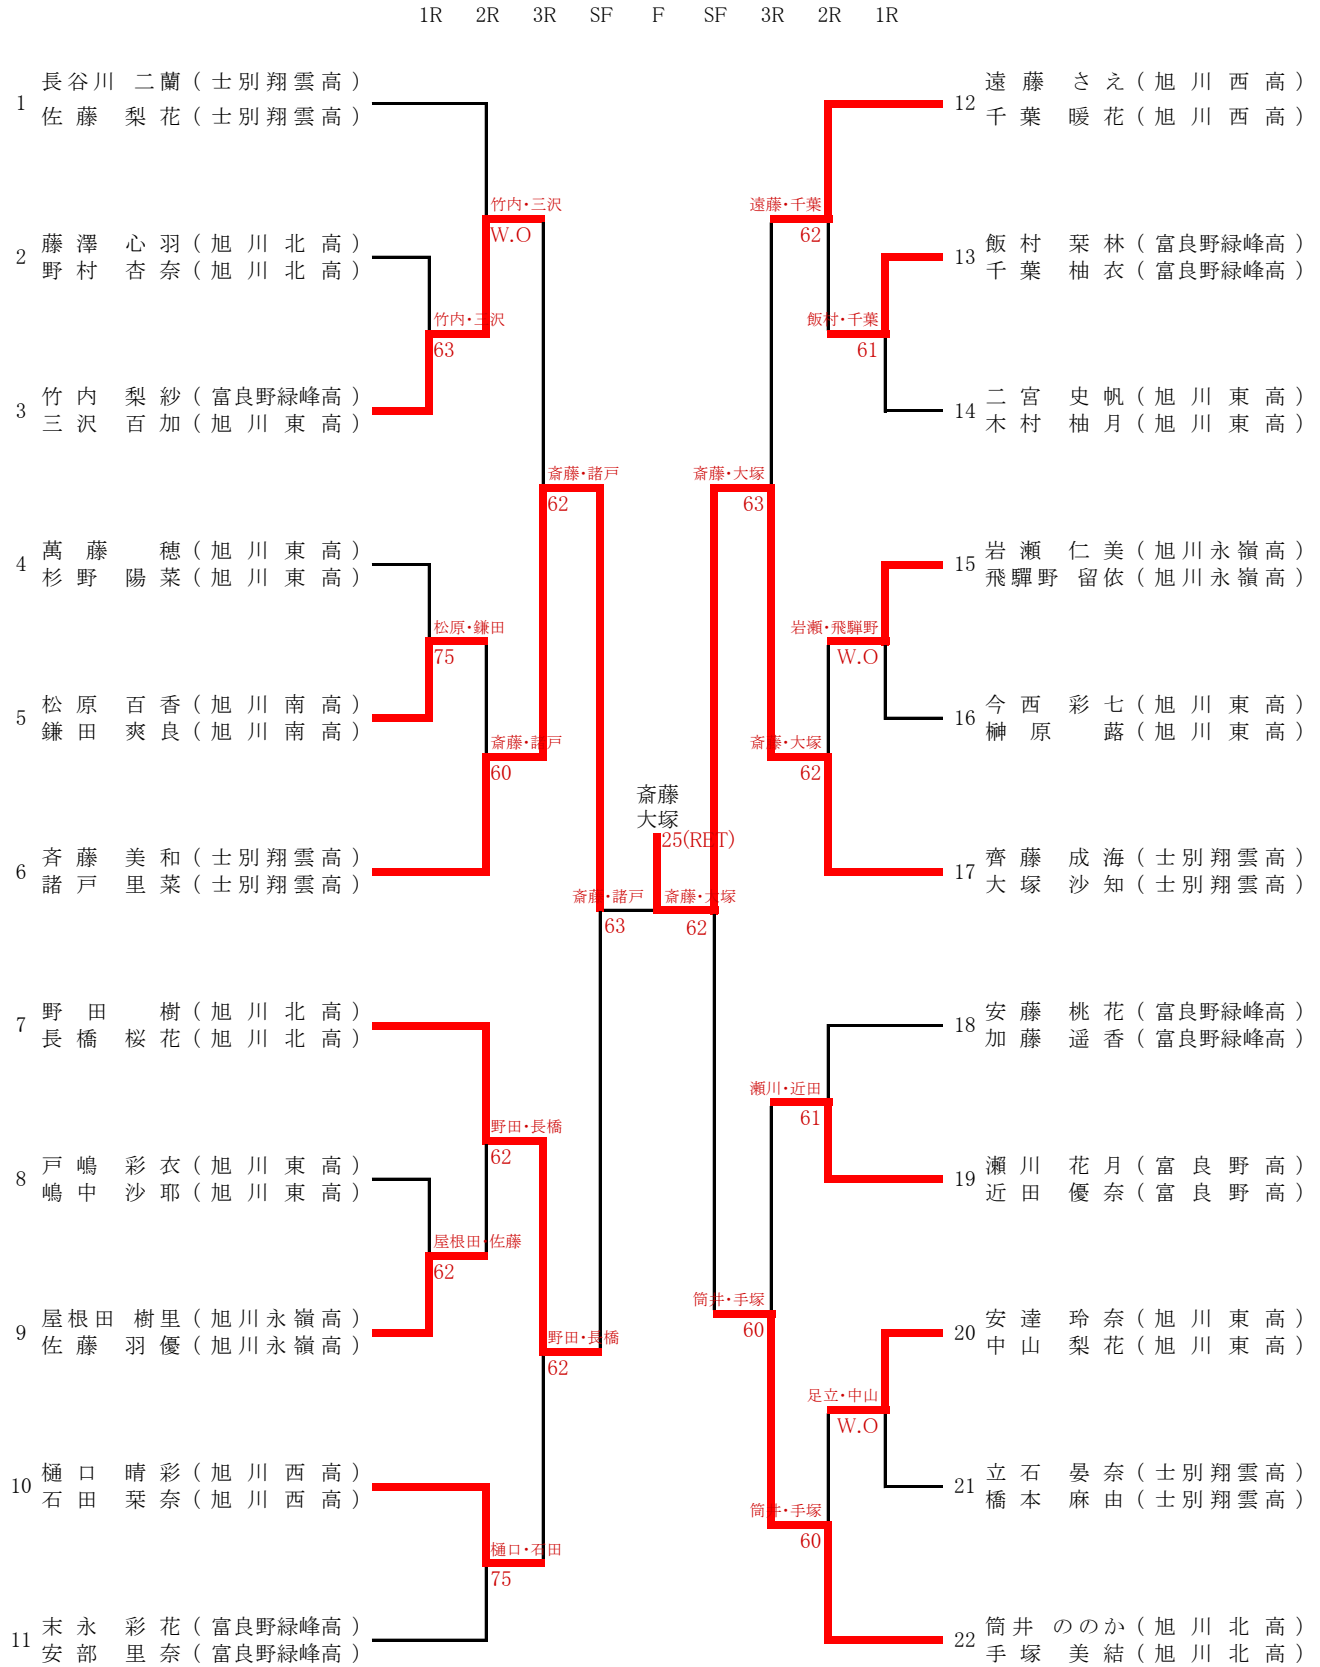 1R 2R 3R SF F SF 3R 2R 1R
1 長谷川 二蘭 ( 士別翔雲高 )
佐藤 梨花 ( 士別翔雲高 )
2 藤澤 心羽 ( 旭川北高 )
野村 杏奈 ( 旭川北高 )
3 竹内 梨紗 ( 富良野緑峰高 )
三沢 百加 ( 旭川東高 )
4 萬藤 穂 ( 旭川東高 )
杉野 陽菜 ( 旭川東高 )
5 松原 百香 ( 旭川南高 )
鎌田 爽良 ( 旭川南高 )
6 斉藤 美和 ( 士別翔雲高 )
諸戸 里菜 ( 士別翔雲高 )
7 野田 樹 ( 旭川北高 )
長橋 桜花 ( 旭川北高 )
8 戸嶋 彩衣 ( 旭川東高 )
嶋中 沙耶 ( 旭川東高 )
9 屋根田 樹里 ( 旭川永嶺高 )
佐藤 羽優 ( 旭川永嶺高 )
10 樋口 晴彩 ( 旭川西高 )
石田 栞奈 ( 旭川西高 )
11 末永 彩花 ( 富良野緑峰高 )
安部 里奈 ( 富良野緑峰高 )
竹内・三沢
W.O
竹内・三沢
63
斎藤・諸戸
62
松原・鎌田
75
斎藤・諸戸
60
斎藤・諸戸
63
野田・長橋
62
屋根田・佐藤
62
野田・長橋
62
樋口・石田
75
斎藤
大塚
25(RET)
斎藤・大塚
62
遠藤・千葉
62
飯村・千葉
61
斎藤・大塚
63
岩瀬・飛騨野
W.O
斎藤・大塚
62
瀬川・近田
61
筒井・手塚
60
足立・中山
W.O
筒井・手塚
60
12 遠藤 さえ ( 旭川西高 )
千葉 暖花 ( 旭川西高 )
13 飯村 栞林 ( 富良野緑峰高 )
千葉 柚衣 ( 富良野緑峰高 )
14 二宮 史帆 ( 旭川東高 )
木村 柚月 ( 旭川東高 )
15 岩瀬 仁美 ( 旭川永嶺高 )
飛驒野 留依 ( 旭川永嶺高 )
16 今西 彩七 ( 旭川東高 )
榊原 蕗 ( 旭川東高 )
17 齊藤 成海 ( 士別翔雲高 )
大塚 沙知 ( 士別翔雲高 )
18 安藤 桃花 ( 富良野緑峰高 )
加藤 遥香 ( 富良野緑峰高 )
19 瀬川 花月 ( 富良野高 )
近田 優奈 ( 富良野高 )
20 安達 玲奈 ( 旭川東高 )
中山 梨花 ( 旭川東高 )
21 立石 晏奈 ( 士別翔雲高 )
橋本 麻由 ( 士別翔雲高 )
22 筒井 ののか ( 旭川北高 )
手塚 美結 ( 旭川北高 )